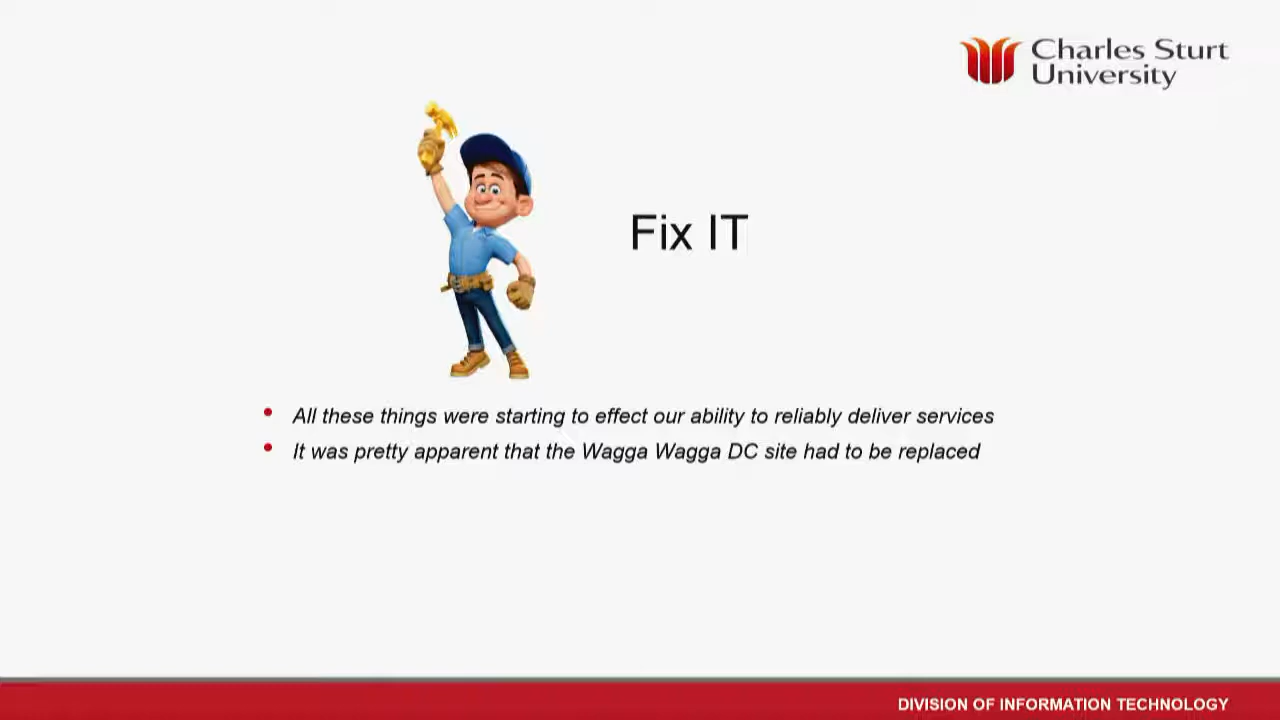 Charles Sturt
University
Fix IT
• All these things were starting to effect our ability to reliably deliver services
• It was pretty apparent that the Wagga Wagga DC site had to be replaced
DIVISION OF INFORMATION TECHNOLOGY